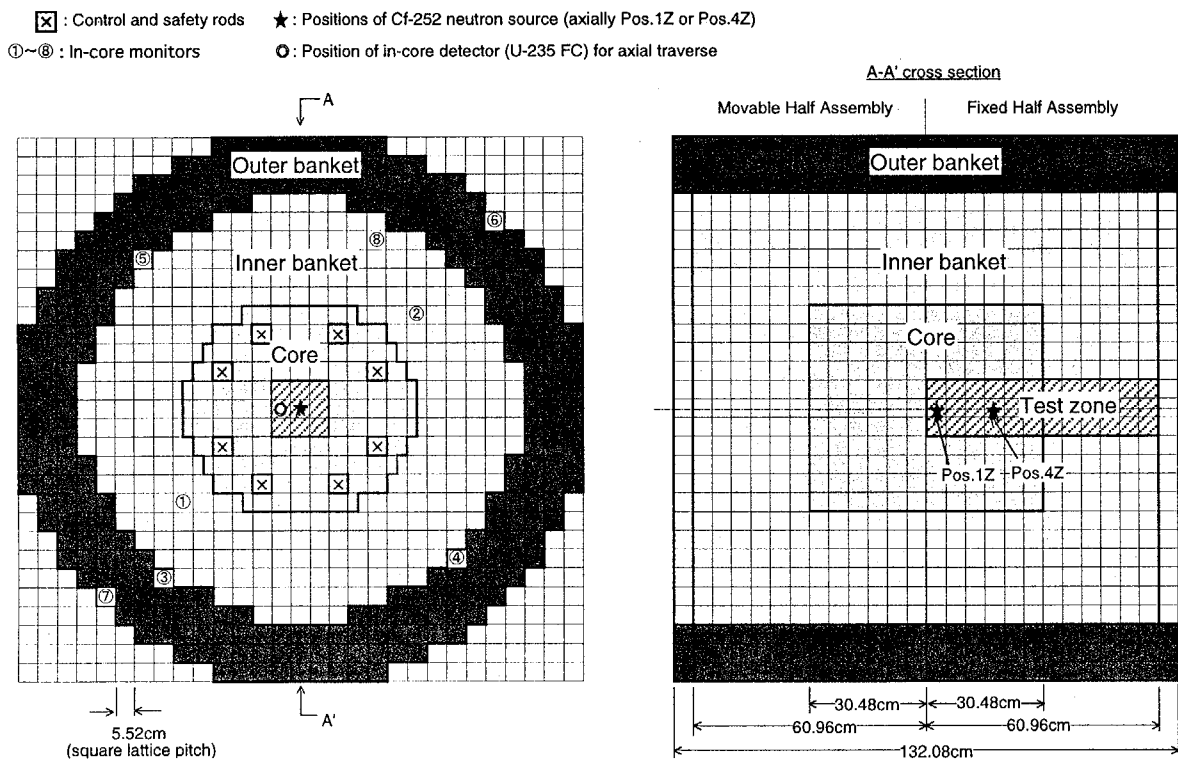 ☒ : Control and safety rods ★ : Positions of Cf-252 neutron source (axially Pos.1Z or Pos.4Z)
①~⑧ : In-core monitors O : Position of in-core detector (U-235 FC) for axial traverse
A-A' cross section
A
Movable Half Assembly Fixed Half Assembly
Outer banket
Outer banket
⑥
⑧
⑤
Inner banket
Inner banket
②
Core
Core
Test zone
Pos.1Z Pos.4Z
①
④
③
⑦
A'
30.48cm 30.48cm
5.52cm
(square lattice pitch)
60.96cm 60.96cm
132.08cm